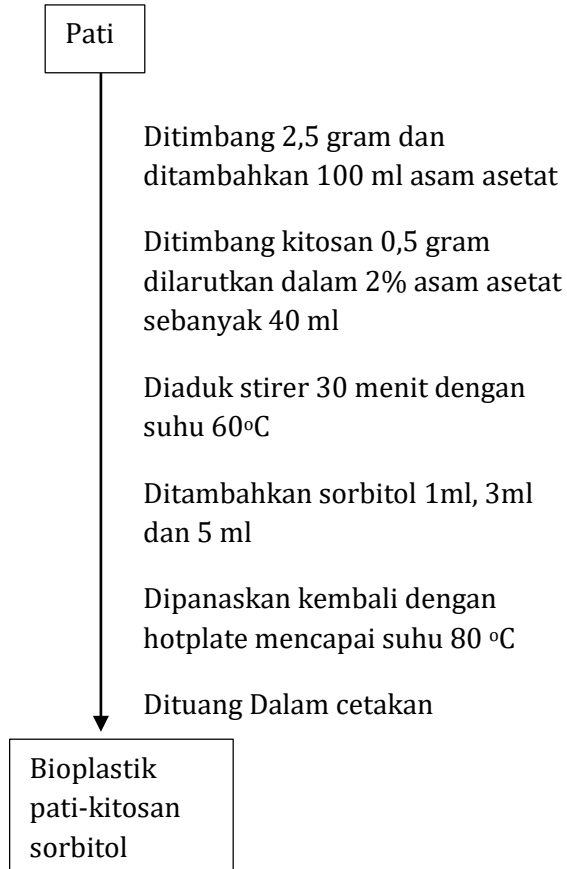 Pati
Ditimbang 2,5 gram dan
ditambahkan 100 ml asam asetat
Ditimbang kitosan 0,5 gram
dilarutkan dalam 2% asam asetat
sebanyak 40 ml
Diaduk stirer 30 menit dengan
suhu 60ºC
Ditambahkan sorbitol 1ml, 3ml
dan 5 ml
Dipanaskan kembali dengan
hotplate mencapai suhu 80 ºC
Dituang Dalam cetakan
Bioplastik
pati-kitosan
sorbitol